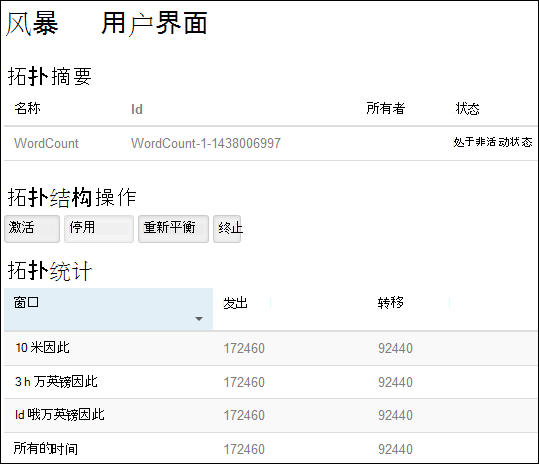 风暴 用户界面
拓扑摘要
名称 Id 所有者 状态
WordCount WordCount-1-1438006997 处于非活动状态
拓扑结构操作
激活 停用 重新平衡 终止
拓扑统计
窗口 发出 转移
10 米因此 172460 92440
3 h 万英镑因此 172460 92440
ld 哦万英镑因此 172460 92440
所有的时间 172460 92440